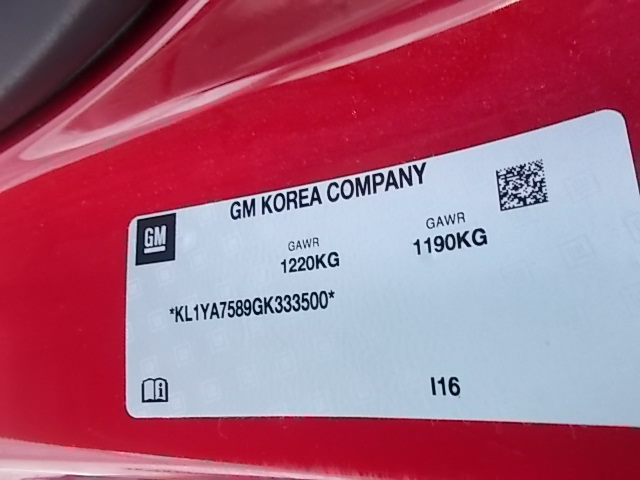 GM KOREA COMPANY
GM
GAWR GAWR
1220KG 1190KG
*KL1YA7589GK333500*
I16